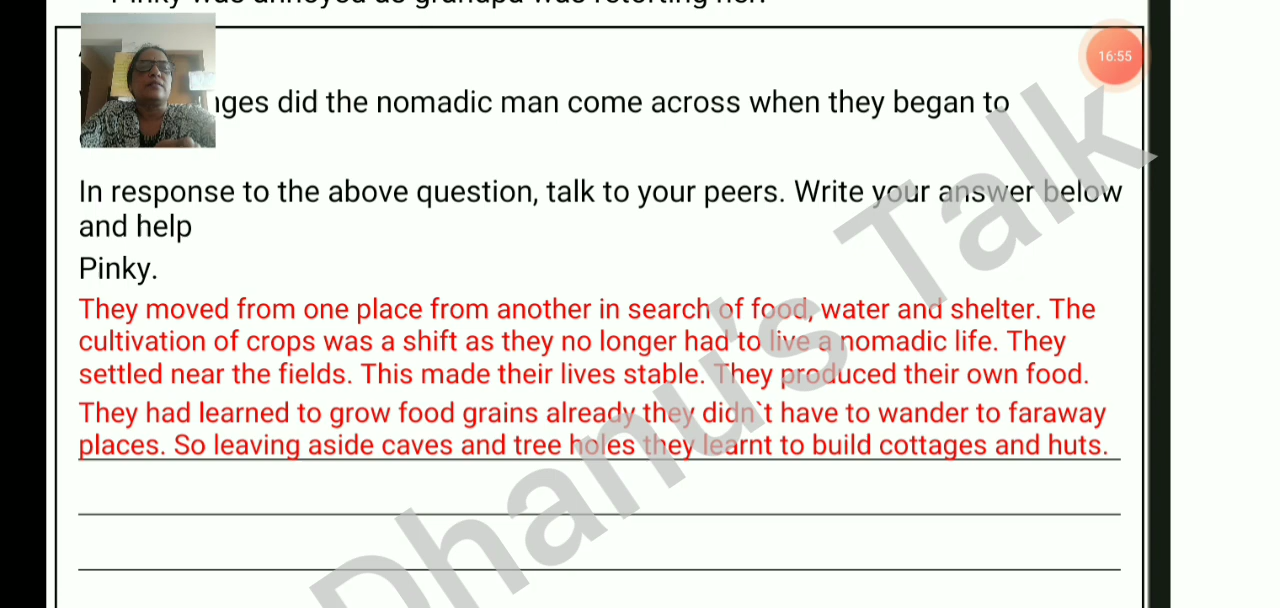 16:55
nges did the nomadic man come across when they began to
In response to the above question, talk to your peers. Write your answer below
and help
Pinky.
They moved from one place from another in search of food, water and shelter. The
cultivation of crops was a shift as they no longer had to live a nomadic life. They
settled near the fields. This made their lives stable. They produced their own food.
They had learned to grow food grains already they didn`t have to wander to faraway
places. So leaving aside caves and tree holes they learnt to build cottages and huts.
Dhanu's Talk